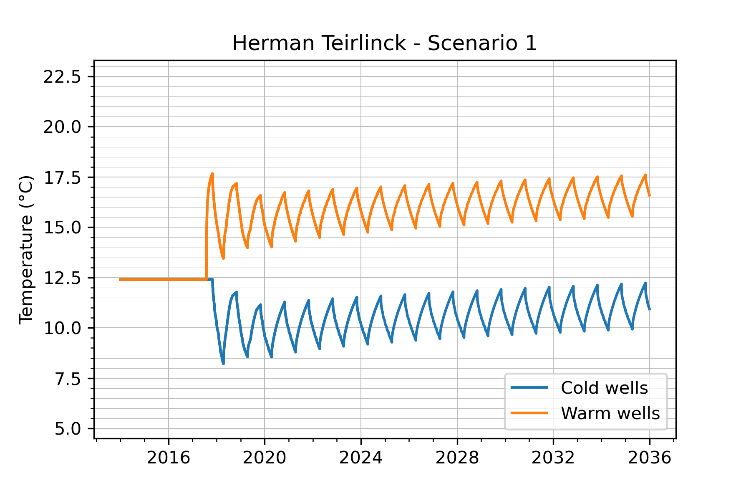 Herman Teirlinck - Scenario 1
Temperature (°C)
22.5
20.0
17.5
15.0
12.5
10.0
7.5
5.0
Cold wells
Warm wells
2016 2020 2024 2028 2032 2036